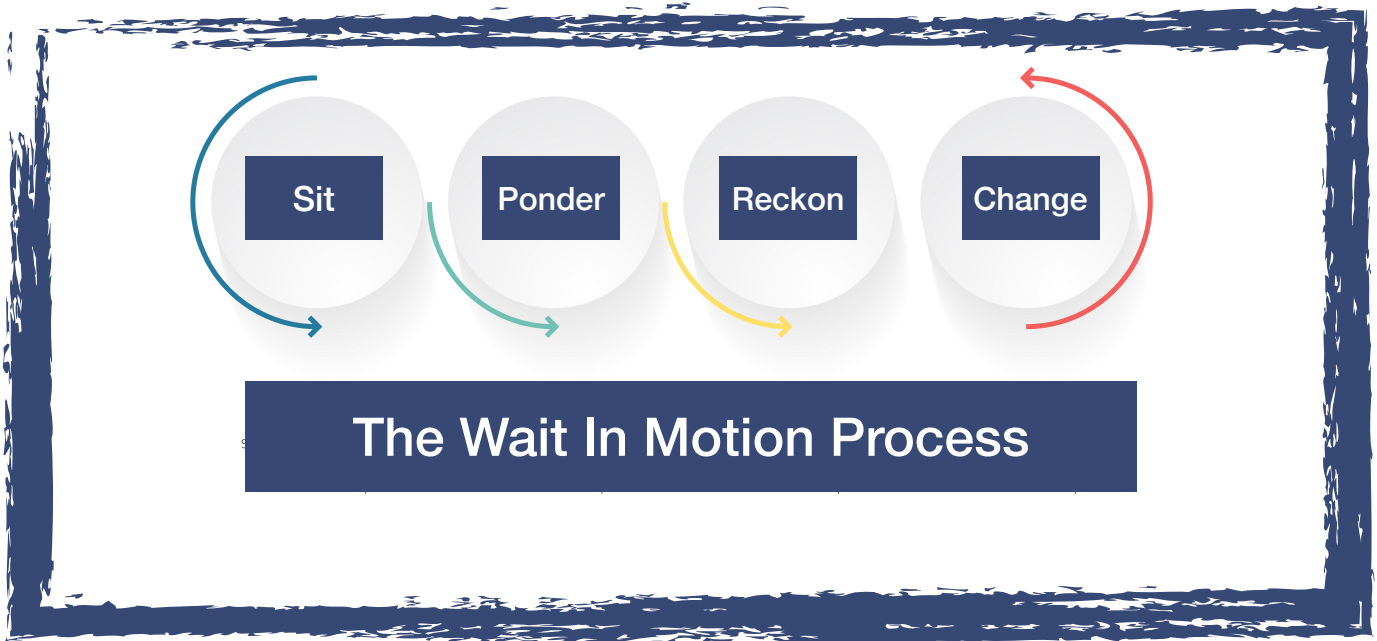 Sit
Ponder
Reckon
Change
The Wait In Motion Process